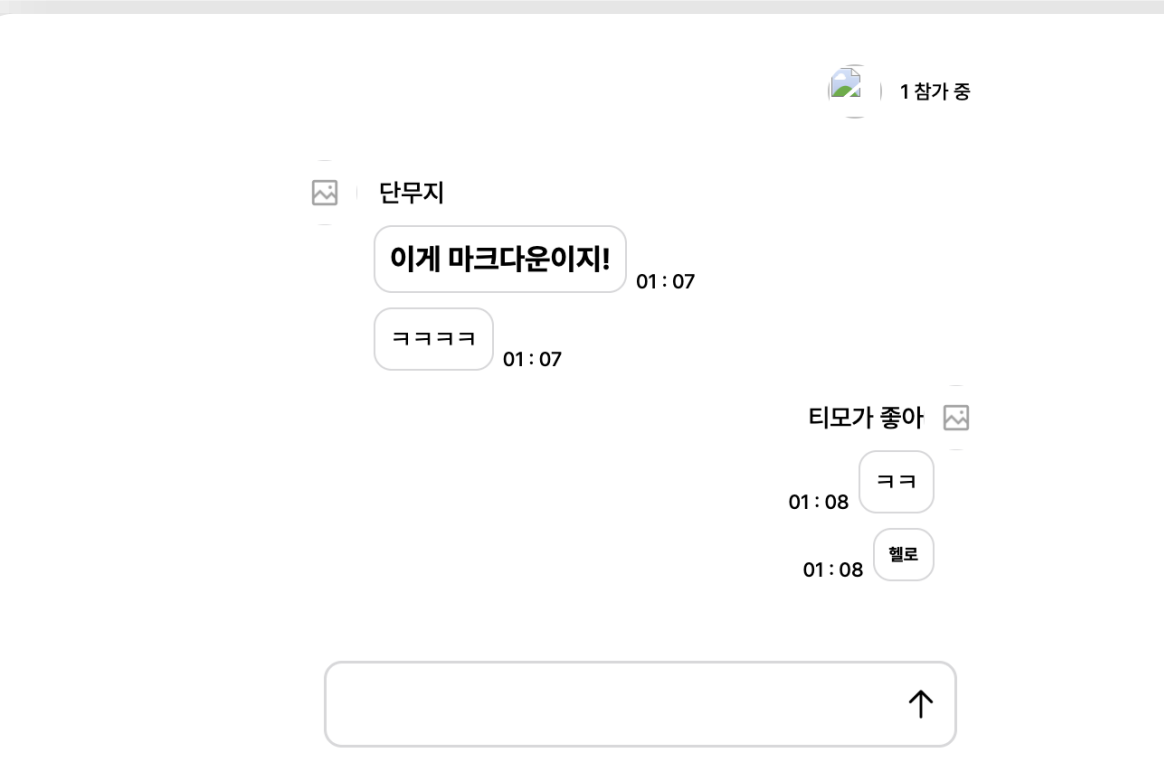 1 참가 중
단무지
이게 마크다운이지!
01 : 07
ㅋㅋㅋㅋ
01 : 07
티모가 좋아
ㅋㅋ
01 : 08
헬로
01 : 08